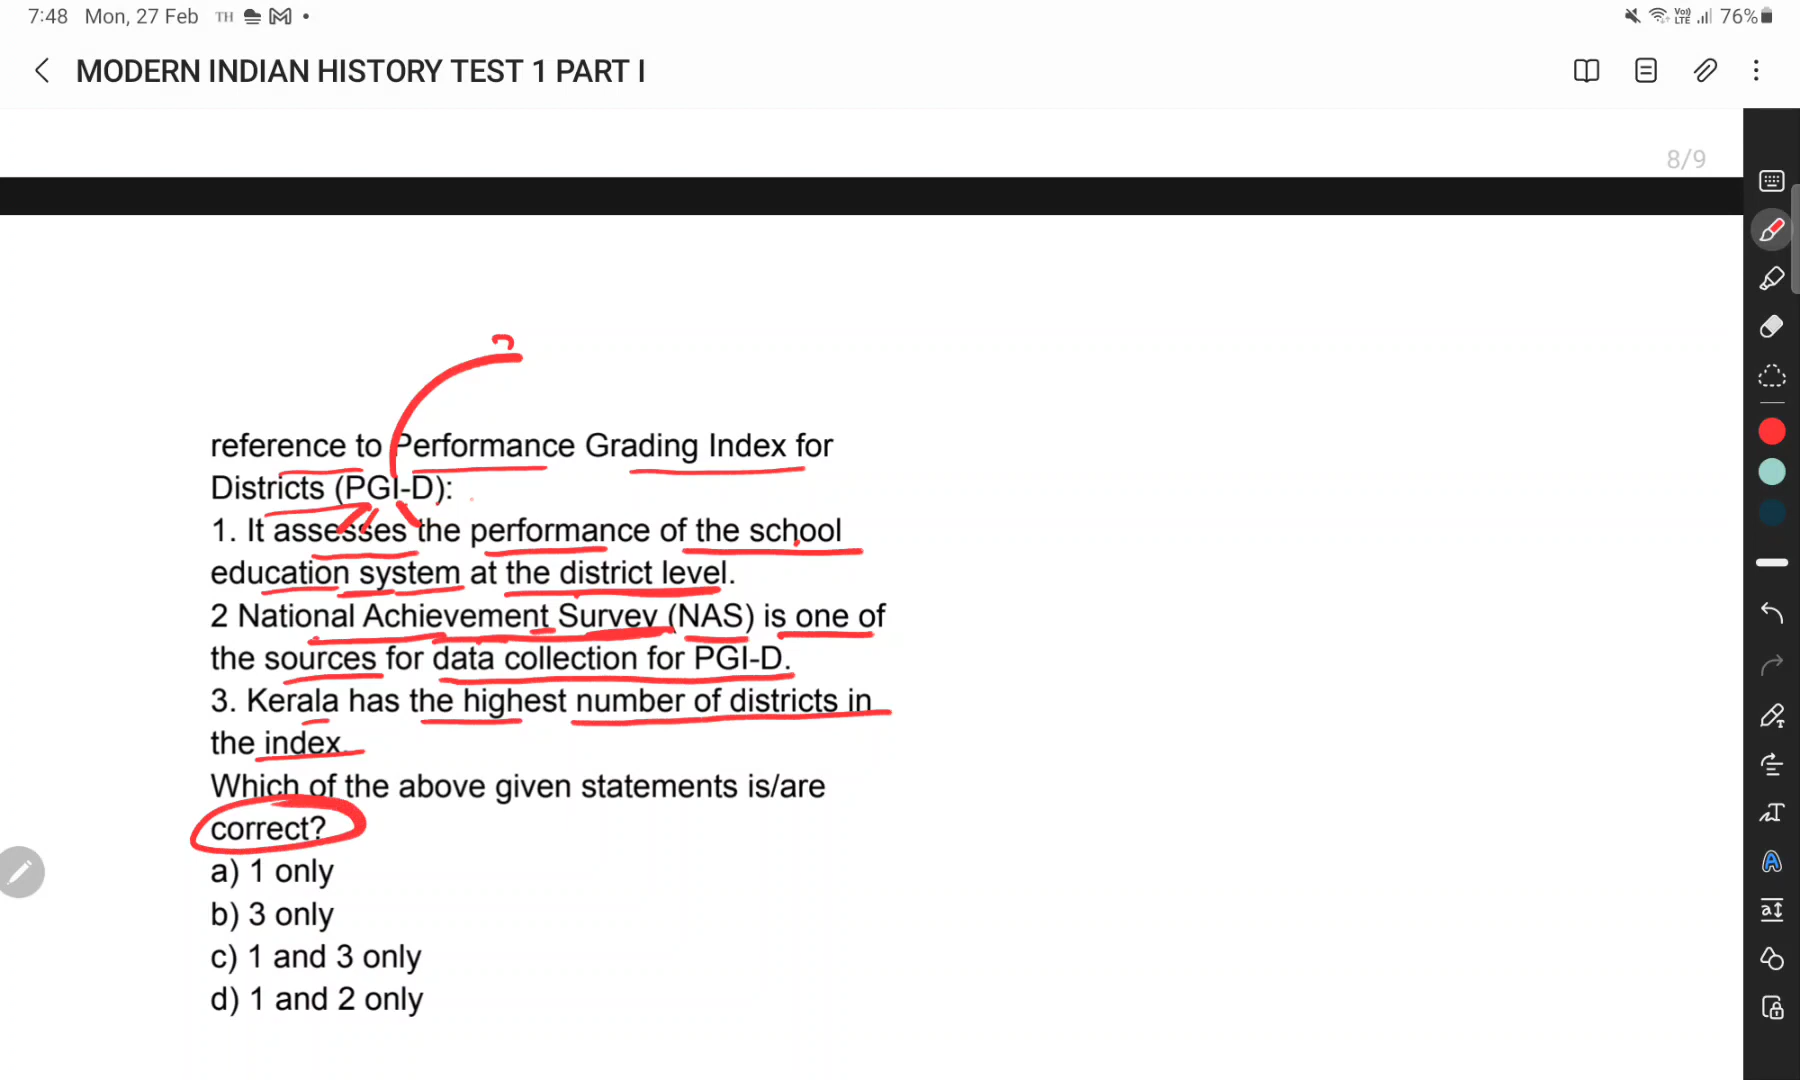 7:48 Mon, 27 Feb TH
Vo) LTE 76%
MODERN INDIAN HISTORY TEST 1 PART I
8/9
reference to Performance Grading Index for
Districts (PGI-D):
1. It assesses the performance of the school
education system at the district level.
2 National Achievement Survey (NAS) is one of
the sources for data collection for PGI-D.
3. Kerala has the highest number of districts in
the index.
Which of the above given statements is/are
correct?
a) 1 only
b) 3 only
c) 1 and 3 only
d) 1 and 2 only